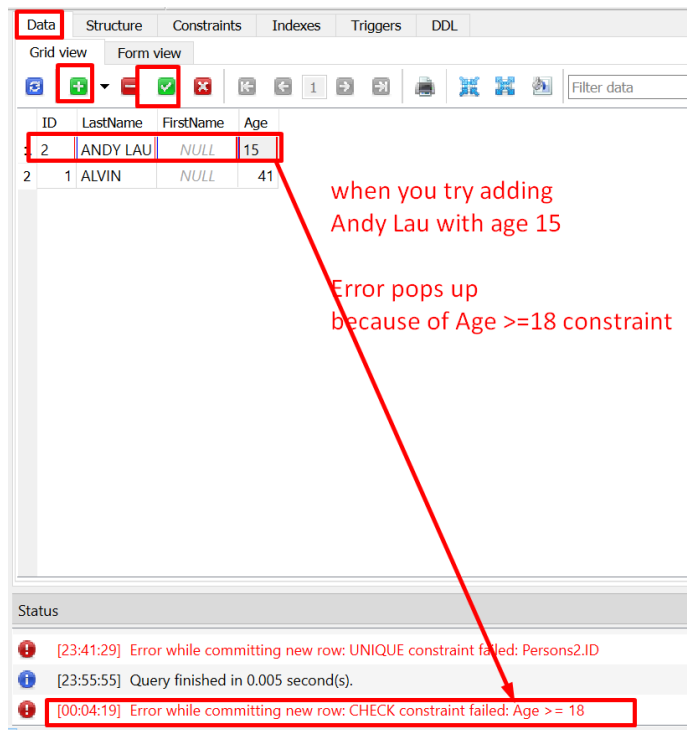 Data Structure Constraints Indexes Triggers DDL
Grid view Form view
1 Filter data
ID LastName FirstName Age
1 2 ANDY LAU NULL 15
2 1 ALVIN NULL 41
when you try adding
Andy Lau with age 15
Error pops up
because of Age >=18 constraint
Status
[23:41:29] Error while committing new row: UNIQUE constraint failed: Persons2.ID
[23:55:55] Query finished in 0.005 second(s).
[00:04:19] Error while committing new row: CHECK constraint failed: Age >= 18